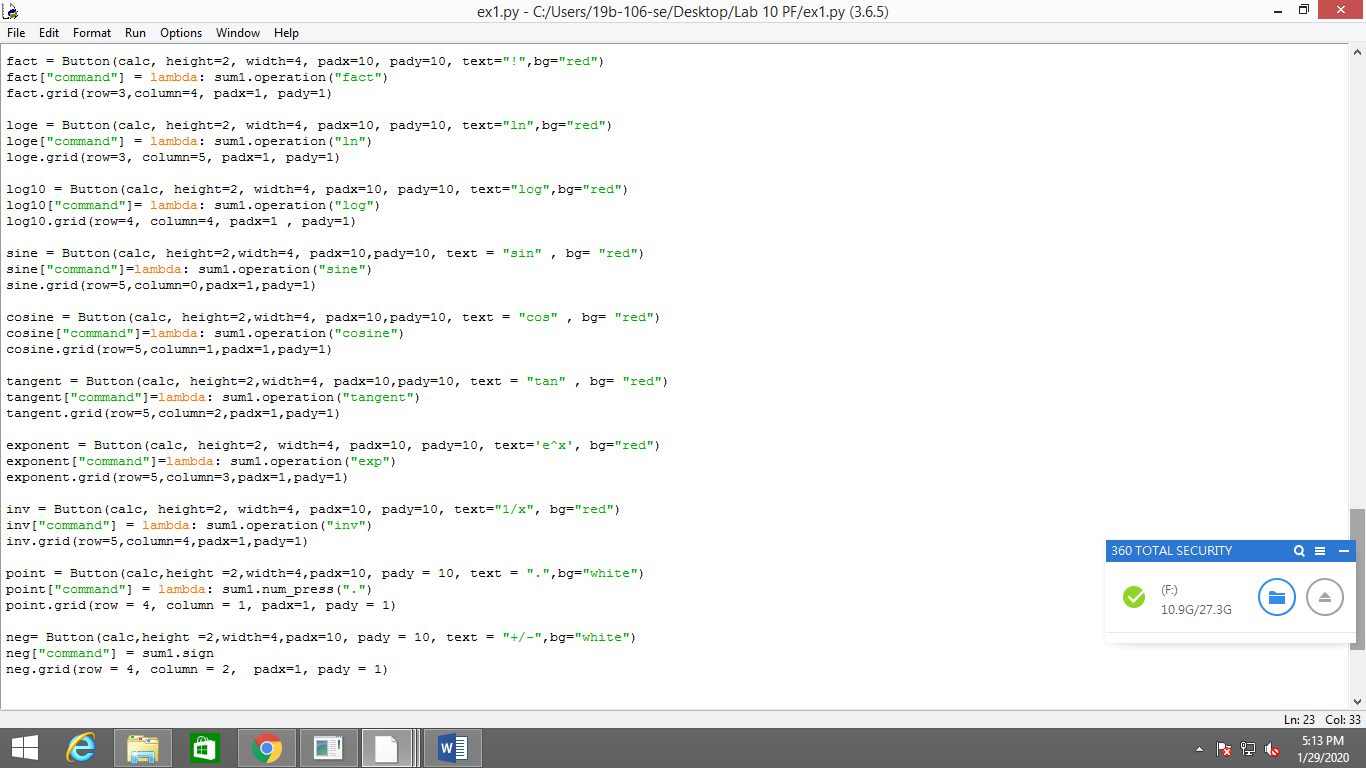 ex1.py - C:/Users/19b-106-se/Desktop/Lab 10 PF/ex1.py (3.6.5)
File Edit Format Run Options Window Help
fact = Button(calc, height=2, width=4, padx=10, pady=10, text="!",bg="red")
fact["command"] = lambda: sum1.operation("fact")
fact.grid(row=3,column=4, padx=1, pady=1)

loge = Button(calc, height=2, width=4, padx=10, pady=10, text="ln",bg="red")
loge["command"] = lambda: sum1.operation("ln")
loge.grid(row=3, column=5, padx=1, pady=1)

log10 = Button(calc, height=2, width=4, padx=10, pady=10, text="log",bg="red")
log10["command"]= lambda: sum1.operation("log")
log10.grid(row=4, column=4, padx=1 , pady=1)

sine = Button(calc, height=2,width=4, padx=10,pady=10, text = "sin" , bg= "red")
sine["command"]=lambda: sum1.operation("sine")
sine.grid(row=5,column=0,padx=1,pady=1)

cosine = Button(calc, height=2,width=4, padx=10,pady=10, text = "cos" , bg= "red")
cosine["command"]=lambda: sum1.operation("cosine")
cosine.grid(row=5,column=1,padx=1,pady=1)

tangent = Button(calc, height=2,width=4, padx=10,pady=10, text = "tan" , bg= "red")
tangent["command"]=lambda: sum1.operation("tangent")
tangent.grid(row=5,column=2,padx=1,pady=1)

exponent = Button(calc, height=2, width=4, padx=10, pady=10, text='e^x', bg="red")
exponent["command"]=lambda: sum1.operation("exp")
exponent.grid(row=5,column=3,padx=1,pady=1)

inv = Button(calc, height=2, width=4, padx=10, pady=10, text="1/x", bg="red")
inv["command"] = lambda: sum1.operation("inv")
inv.grid(row=5,column=4,padx=1,pady=1)

point = Button(calc,height =2,width=4,padx=10, pady = 10, text = ".",bg="white")
point["command"] = lambda: sum1.num_press(".")
point.grid(row = 4, column = 1, padx=1, pady = 1)

neg= Button(calc,height =2,width=4,padx=10, pady = 10, text = "+/-",bg="white")
neg["command"] = sum1.sign
neg.grid(row = 4, column = 2,  padx=1, pady = 1)
360 TOTAL SECURITY
(F:)
10.9G/27.3G
Ln: 23 Col: 33
5:13 PM
1/29/2020